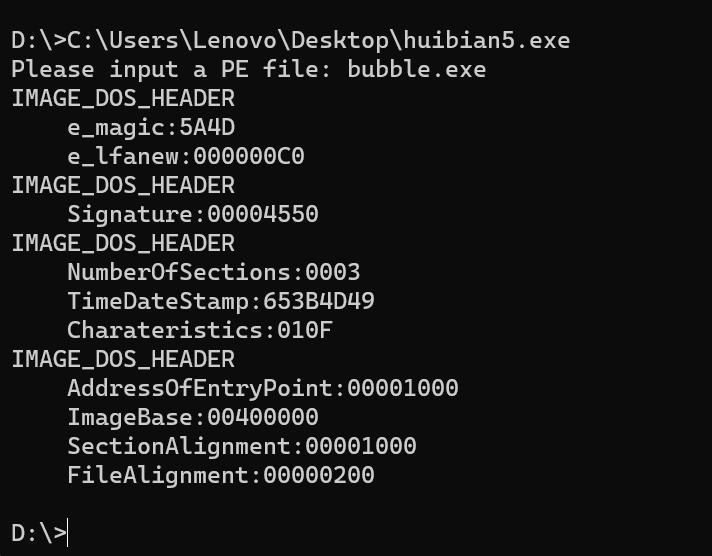 D:\>C:\Users\Lenovo\Desktop\huibian5.exe
Please input a PE file: bubble.exe
IMAGE_DOS_HEADER
    e_magic:5A4D
    e_lfanew:000000C0
IMAGE_DOS_HEADER
    Signature:00004550
IMAGE_DOS_HEADER
    NumberOfSections:0003
    TimeDateStamp:653B4D49
    Charateristics:010F
IMAGE_DOS_HEADER
    AddressOfEntryPoint:00001000
    ImageBase:00400000
    SectionAlignment:00001000
    FileAlignment:00000200
D:\>